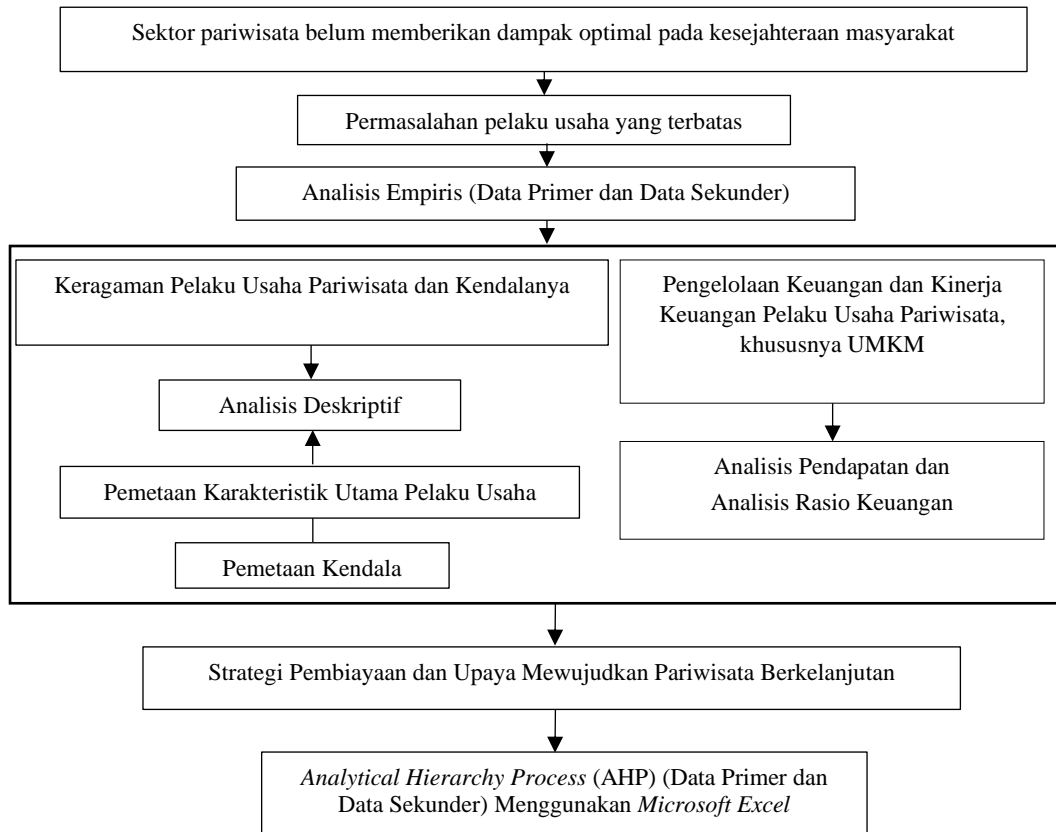 Sektor pariwisata belum memberikan dampak optimal pada kesejahteraan masyarakat
Permasalahan pelaku usaha yang terbatas
Analisis Empiris (Data Primer dan Data Sekunder)
Keragaman Pelaku Usaha Pariwisata dan Kendalanya
Analisis Deskriptif
Pemetaan Karakteristik Utama Pelaku Usaha
Pemetaan Kendala
Pengelolaan Keuangan dan Kinerja
Keuangan Pelaku Usaha Pariwisata,
khususnya UMKM
Analisis Pendapatan dan
Analisis Rasio Keuangan
Strategi Pembiayaan dan Upaya Mewujudkan Pariwisata Berkelanjutan
Analytical Hierarchy Process (AHP) (Data Primer dan
Data Sekunder) Menggunakan Microsoft Excel